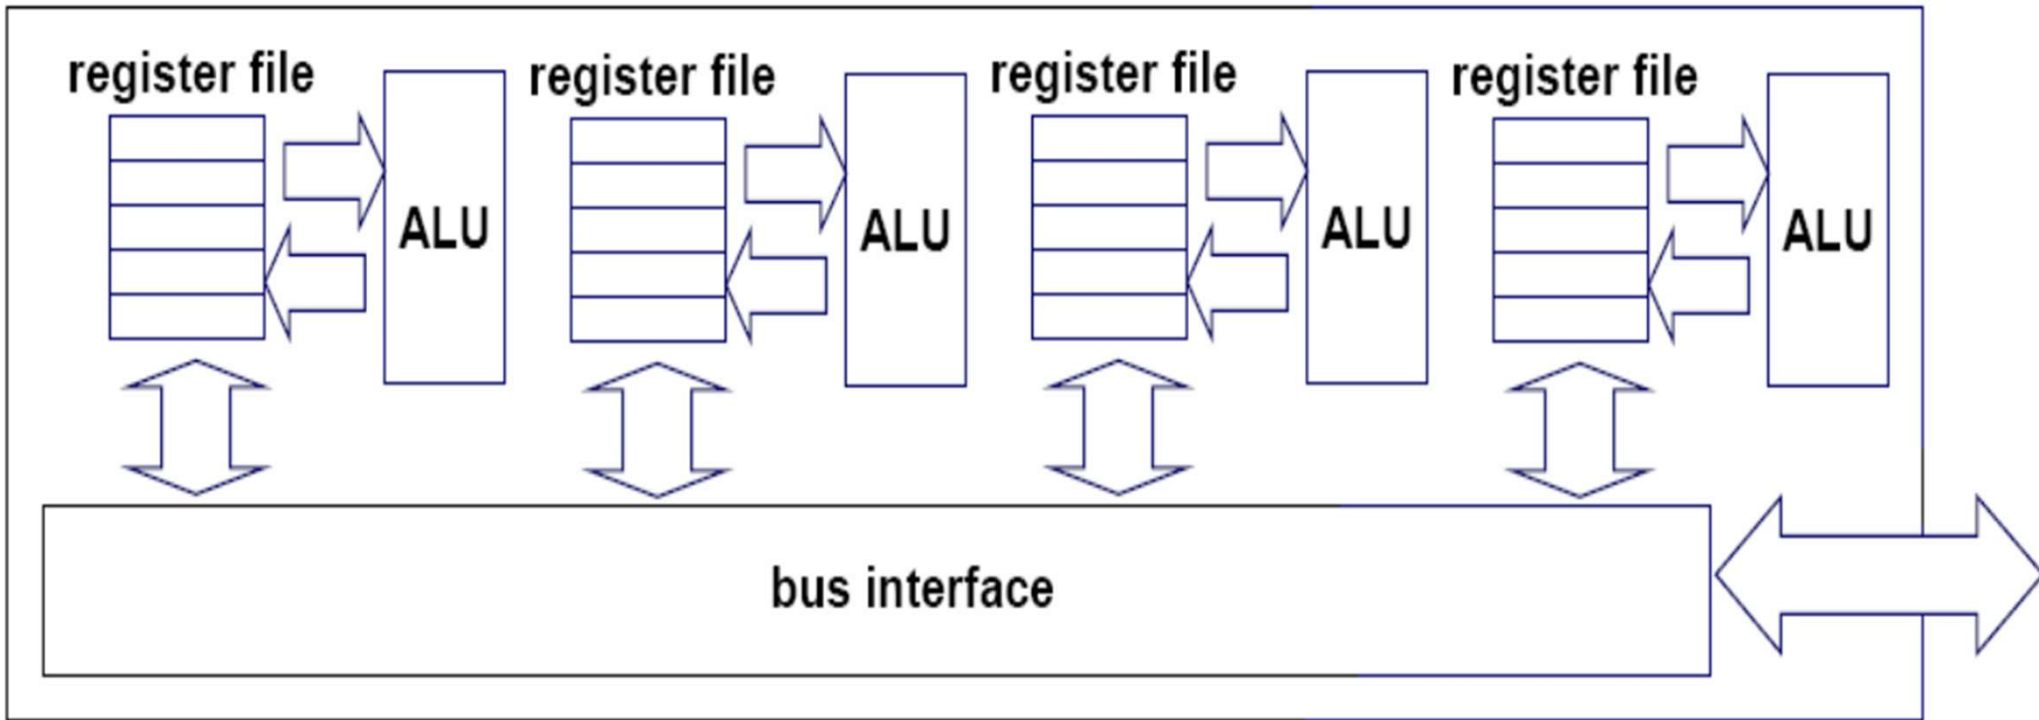 register file
register file
register file
register file
ALU
ALU
ALU
ALU
bus interface